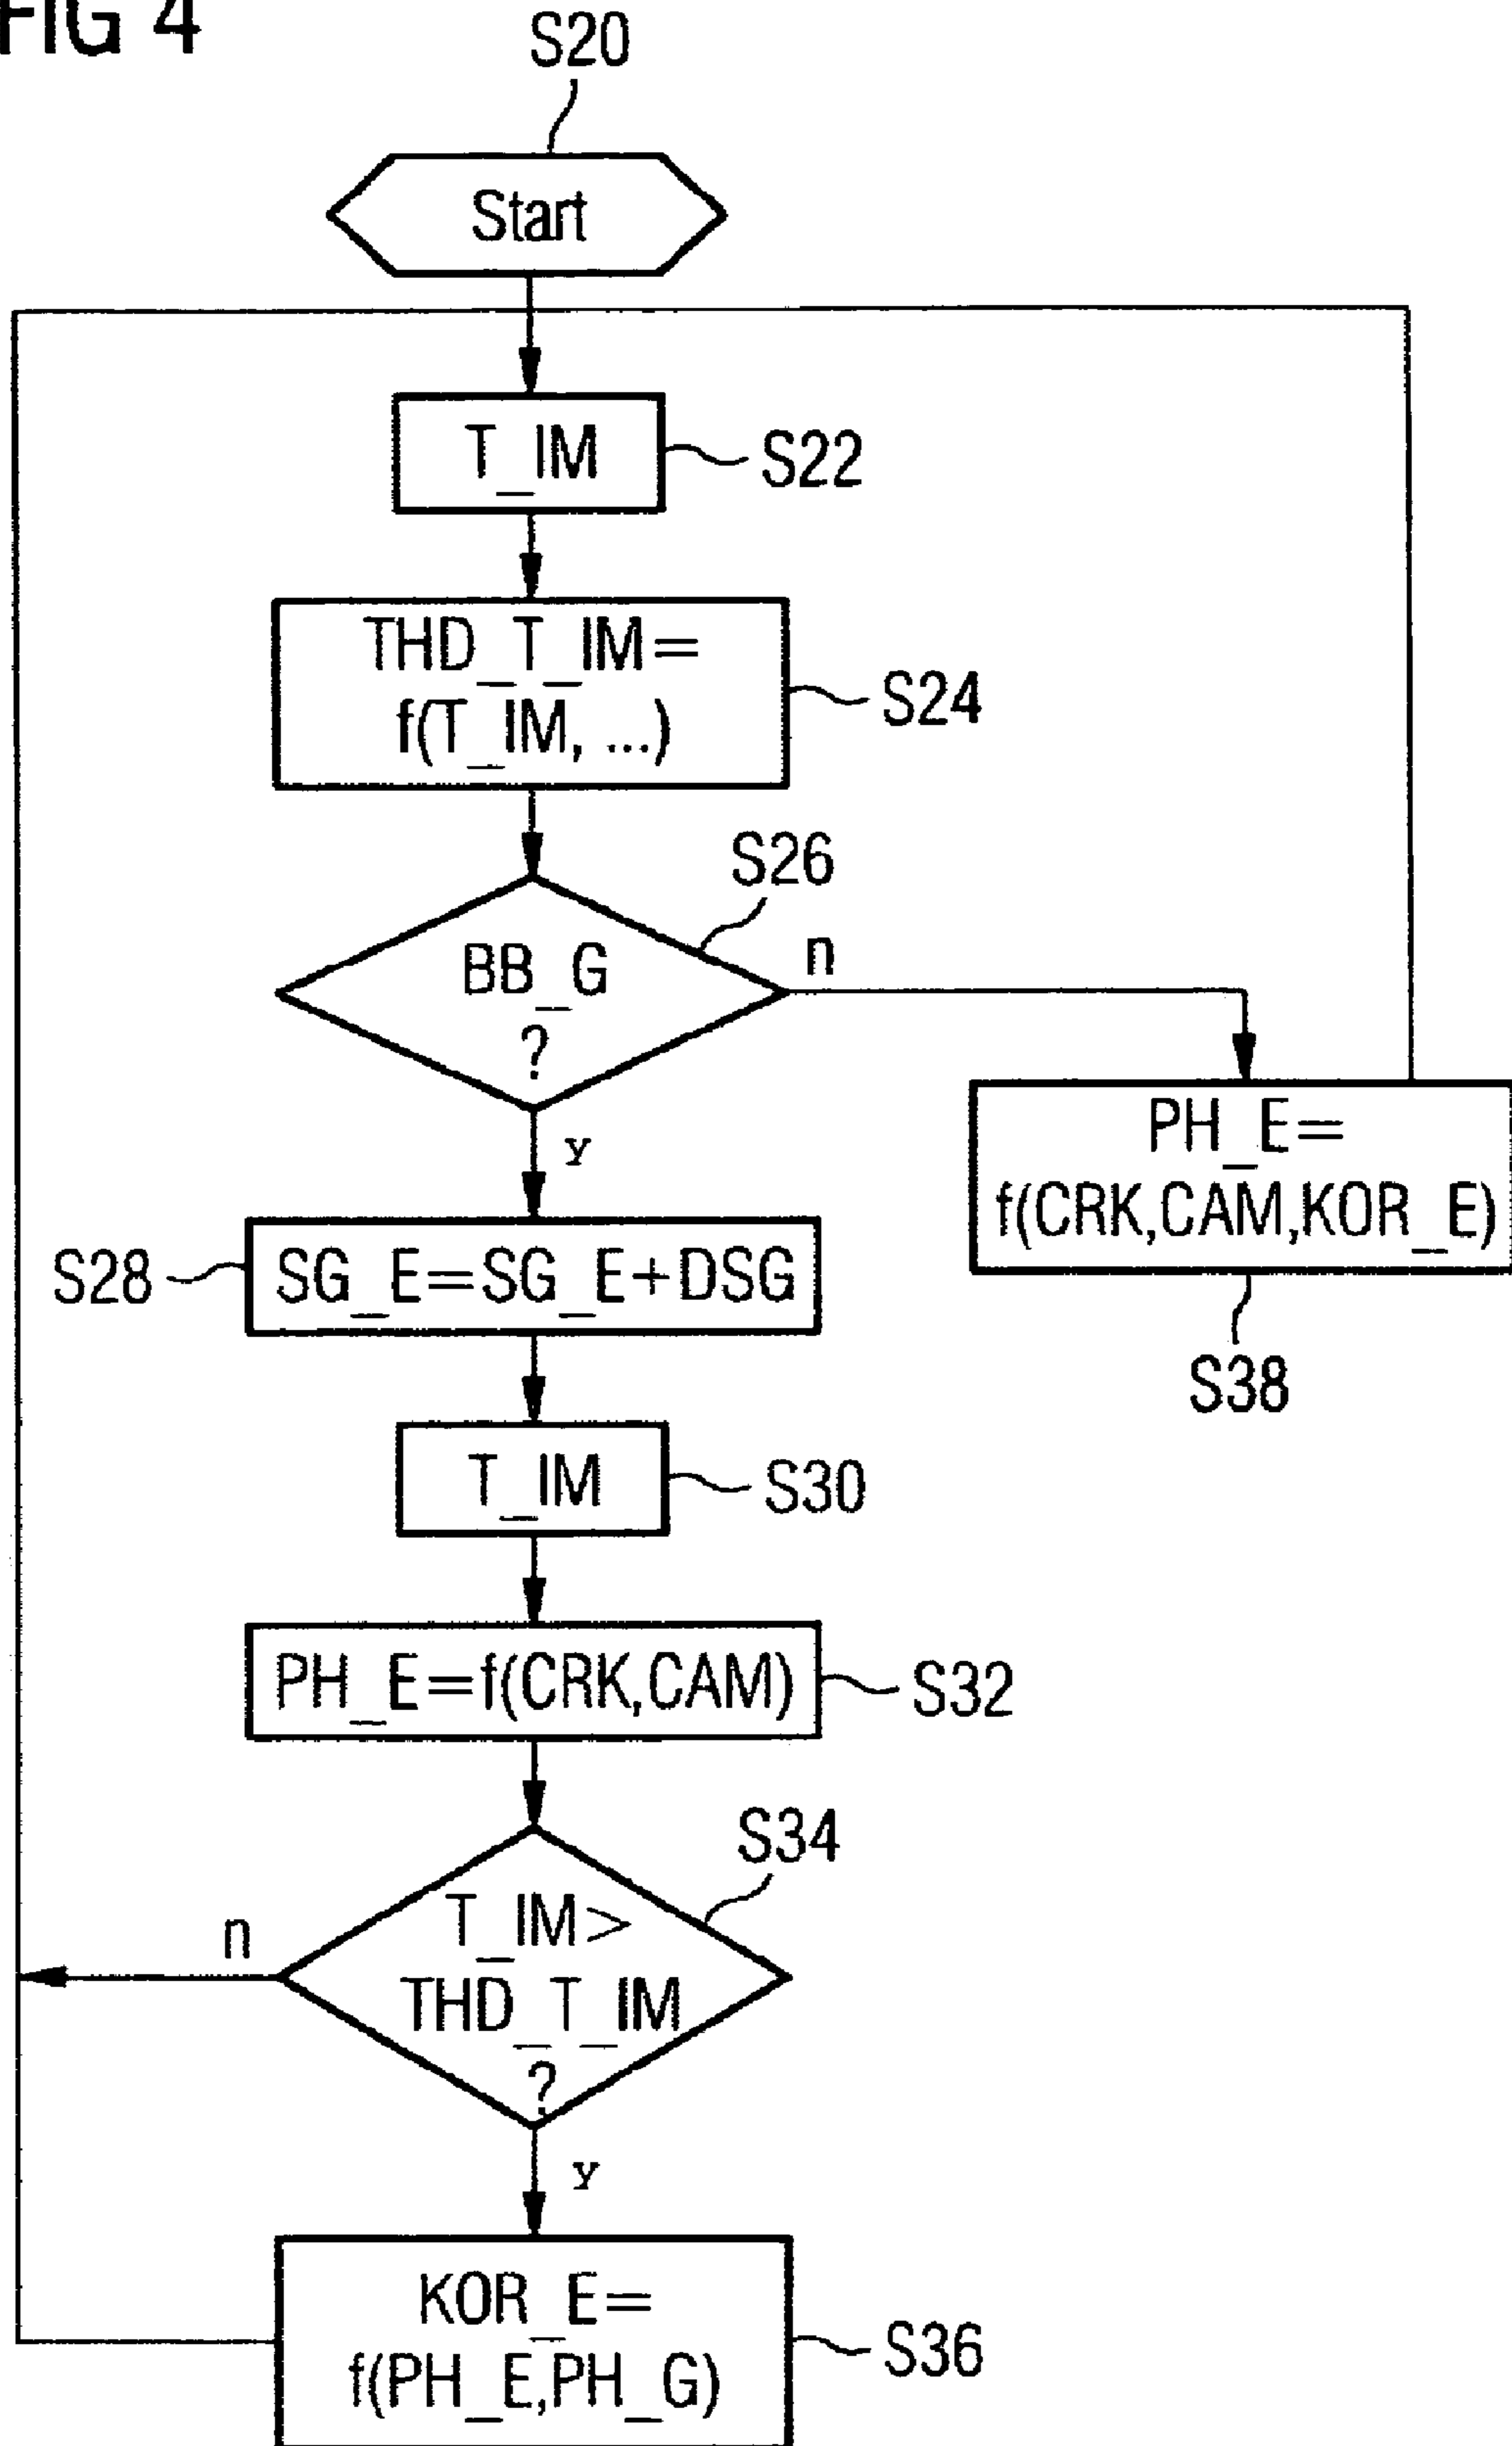 FIG 4
S20
Start
T_IM
S22
THD_T_IM=
f(T_IM, ...)
S24
S26
BB_G
?
n
y
PH_E=
f(CRK,CAM,KOR_E)
S38
S28
SG_E=SG_E+DSG
T_IM
S30
PH_E=f(CRK,CAM)
S32
S34
T_IM>
THD_T_IM
?
n
y
KOR_E=
f(PH_E,PH_G)
S36